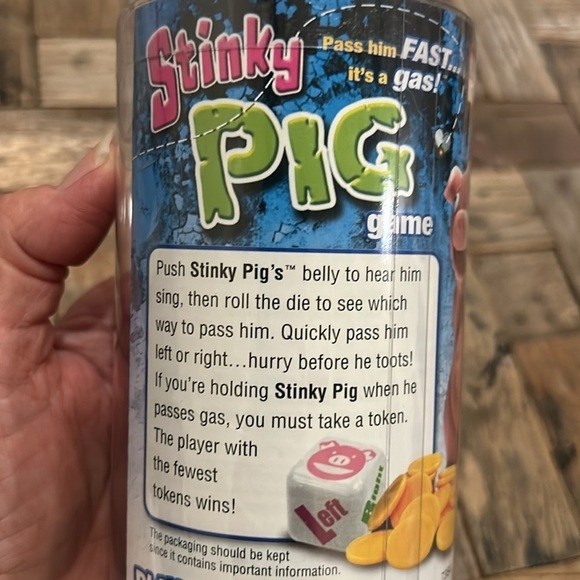 Stinky
Pass him FAST...
it's a gas!
PIG
game
Push Stinky Pig's™ belly to hear him
sing, then roll the die to see which
way to pass him. Quickly pass him
left or right...hurry before he toots!
If you're holding Stinky Pig when he
passes gas, you must take a token.
The player with
the fewest
tokens wins!
Left
Right
The packaging should be kept
since it contains important information.